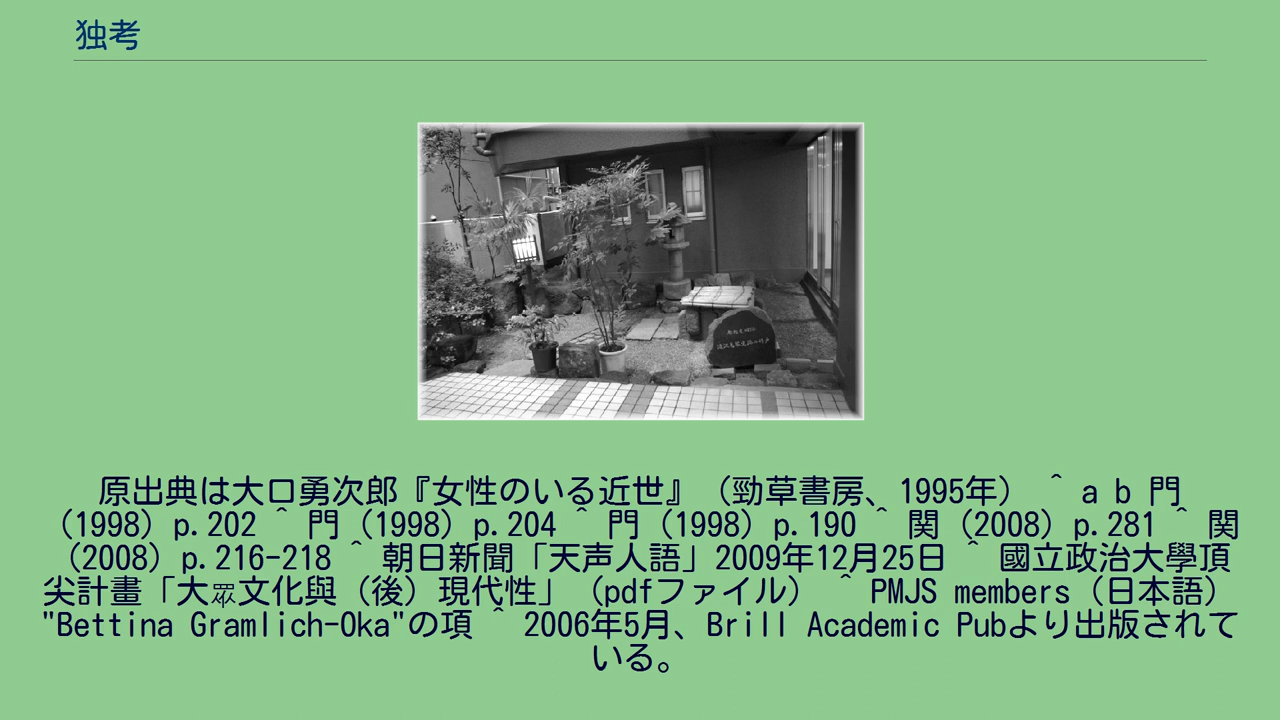 独考
原出典は大口勇次郎『女性のいる近世』（勁草書房、1995年） ^ a b 門
（1998）p.202 ^ 門（1998）p.204 ^ 門（1998）p.190 ^ 関（2008）p.281 ^ 関
（2008）p.216-218 ^ 朝日新聞「天声人語」2009年12月25日 ^ 國立政治大學頂
尖計畫「大眾文化與（後）現代性」（pdfファイル） ^ PMJS members（日本語）
"Bettina Gramlich-Oka"の項 ^ 2006年5月、Brill Academic Pubより出版されて
いる。